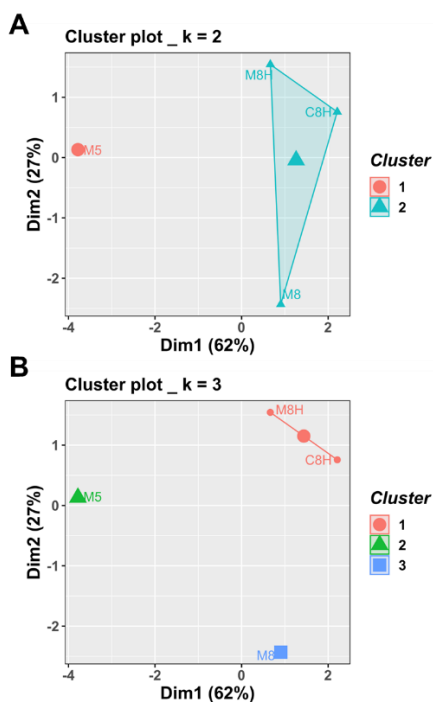 A
Cluster plot _ k = 2
M8H
C8H
M5
M8
1
0
-1
-2
-4
-2
0
2
Dim2 (27%)
Dim1 (62%)
Cluster
1
2
B
Cluster plot _ k = 3
M8H
C8H
M5
M8
1
0
-1
-2
-4
-2
0
2
Dim2 (27%)
Dim1 (62%)
Cluster
1
2
3